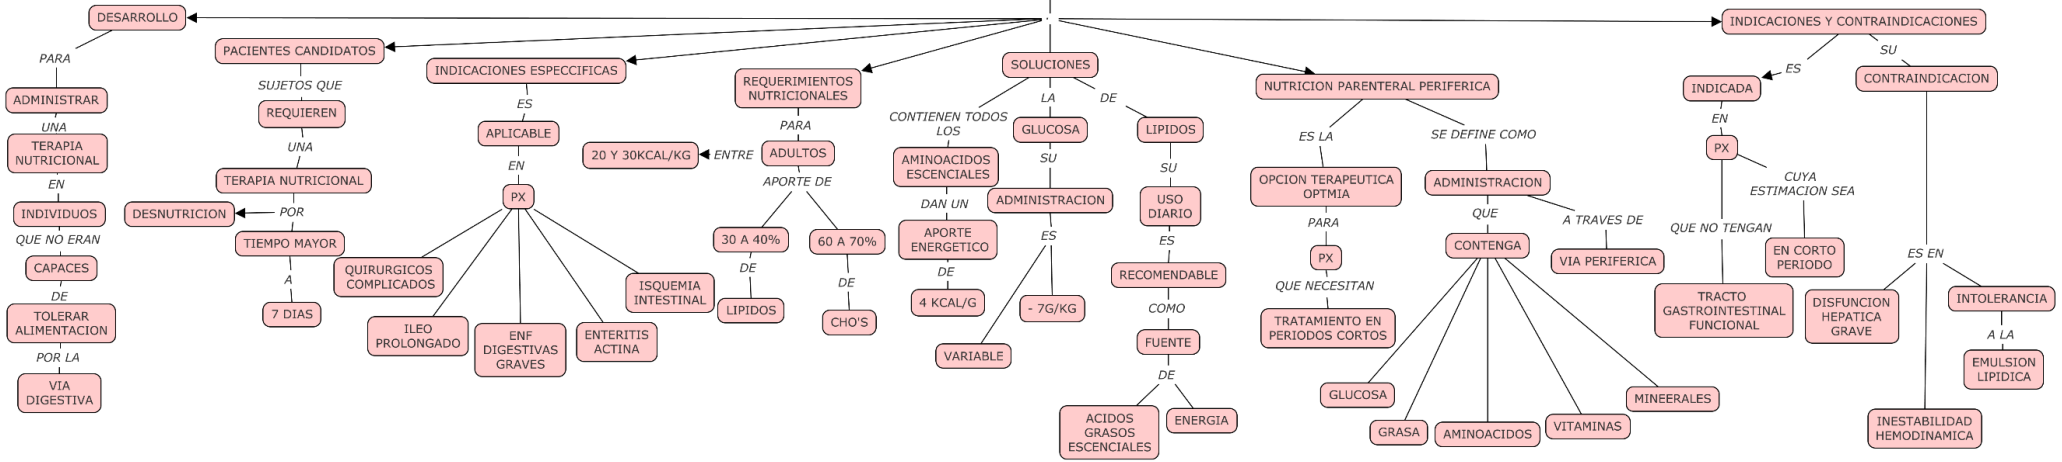 DESARROLLO
PARA
ADMINISTRAR
UNA
TERAPIA
NUTRICIONAL
EN
INDIVIDUOS
QUE NO ERAN
CAPACES
DE
TOLERAR
ALIMENTACION
POR LA
VIA
DIGESTIVA
PACIENTES CANDIDATOS
SUJETOS QUE
REQUIEREN
UNA
TERAPIA NUTRICIONAL
POR
DESNUTRICION
TIEMPO MAYOR
A
7 DIAS
INDICACIONES ESPECCIFICAS
ES
APLICABLE
EN
PX
QUIRURGICOS
COMPLICADOS
ILEO
PROLONGADO
ENF
DIGESTIVAS
GRAVES
ENTERITIS
ACTINA
ISQUEMIA
INTESTINAL
REQUERIMIENTOS
NUTRICIONALES
PARA
ADULTOS
ENTRE
20 Y 30KCAL/KG
APORTE DE
30 A 40%
DE
LIPIDOS
60 A 70%
DE
CHO'S
SOLUCIONES
CONTIENEN TODOS
LOS
AMINOACIDOS
ESCENCIALES
DAN UN
APORTE
ENERGETICO
DE
4 KCAL/G
LA
GLUCOSA
SU
ADMINISTRACION
ES
VARIABLE
- 7G/KG
DE
LIPIDOS
SU
USO
DIARIO
ES
RECOMENDABLE
COMO
FUENTE
DE
ACIDOS
GRASOS
ESCENCIALES
ENERGIA
NUTRICION PARENTERAL PERIFERICA
ES LA
OPCION TERAPEUTICA
OPTMIA
PARA
PX
QUE NECESITAN
TRATAMIENTO EN
PERIODOS CORTOS
SE DEFINE COMO
ADMINISTRACION
QUE
CONTENGA
GLUCOSA
GRASA
AMINOACIDOS
VITAMINAS
MINEERALES
A TRAVES DE
VIA PERIFERICA
INDICACIONES Y CONTRAINDICACIONES
ES
INDICADA
EN
PX
QUE NO TENGAN
TRACTO
GASTROINTESTINAL
FUNCIONAL
CUYA
ESTIMACION SEA
EN CORTO
PERIODO
SU
CONTRAINDICACION
ES EN
DISFUNCION
HEPATICA
GRAVE
INESTABILIDAD
HEMODINAMICA
INTOLERANCIA
A LA
EMULSION
LIPIDICA